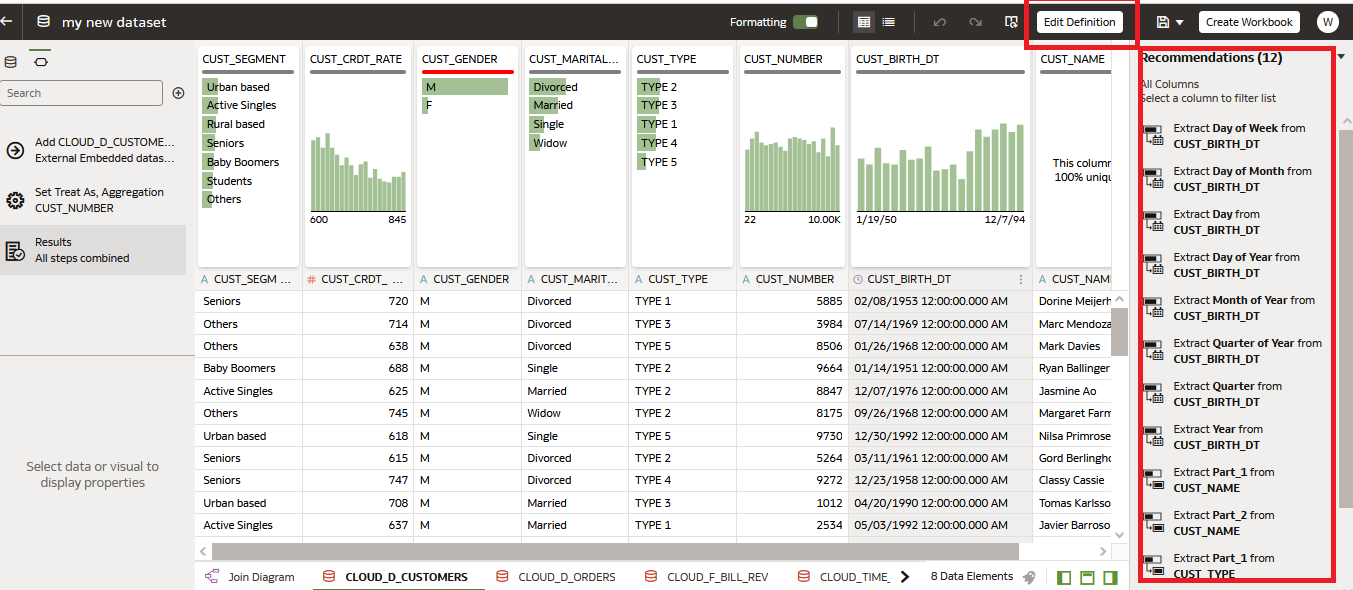 my new dataset
Formatting
Edit Definition
Create Workbook
W
Search
Add CLOUD_D_CUSTOME...
External Embedded datas...
Set Treat As, Aggregation
CUST_NUMBER
Results
All steps combined
Select data or visual to
display properties
CUST_SEGMENT
Urban based
Active Singles
Rural based
Seniors
Baby Boomers
Students
Others
CUST_CRDT_RATE
600 845
CUST_GENDER
M
F
CUST_MARITAL...
Divorced
Married
Single
Widow
CUST_TYPE
TYPE 2
TYPE 3
TYPE 1
TYPE 4
TYPE 5
CUST_NUMBER
22 10.00K
CUST_BIRTH_DT
1/19/50 12/7/94
CUST_NAME
This column
100% uniqu
A CUST_SEGM ... # CUST_CRDT_ ... A CUST_GENDER A CUST_MARIT... A CUST_TYPE A CUST_NUMBER CUST_BIRTH_DT A CUST_NAM
Seniors 720 M Divorced TYPE 1 5885 02/08/1953 12:00:00.000 AM Dorine Meijerh
Others 714 M Divorced TYPE 3 3984 07/14/1969 12:00:00.000 AM Marc Mendoza
Others 638 M Divorced TYPE 5 8506 01/26/1968 12:00:00.000 AM Mark Davies
Baby Boomers 688 M Single TYPE 2 9664 01/14/1951 12:00:00.000 AM Ryan Ballinger
Active Singles 625 M Married TYPE 2 8847 12/07/1976 12:00:00.000 AM Jasmine Ao
Others 745 M Widow TYPE 2 8175 09/26/1968 12:00:00.000 AM Margaret Farm
Urban based 618 M Single TYPE 5 9730 12/30/1992 12:00:00.000 AM Nilsa Primrose
Seniors 615 M Divorced TYPE 2 5264 03/11/1961 12:00:00.000 AM Gord Berlingho
Seniors 747 M Divorced TYPE 4 9272 12/23/1958 12:00:00.000 AM Classy Cassie
Urban based 708 M Married TYPE 3 1012 04/20/1990 12:00:00.000 AM Tomas Karlsso
Active Singles 637 M Married TYPE 1 2534 05/03/1992 12:00:00.000 AM Javier Barroso
Join Diagram CLOUD_D_CUSTOMERS CLOUD_D_ORDERS CLOUD_F_BILL_REV CLOUD_TIME_ 8 Data Elements
Recommendations (12)
All Columns
Select a column to filter list
Extract Day of Week from
CUST_BIRTH_DT
Extract Day of Month from
CUST_BIRTH_DT
Extract Day from
CUST_BIRTH_DT
Extract Day of Year from
CUST_BIRTH_DT
Extract Month of Year from
CUST_BIRTH_DT
Extract Quarter of Year from
CUST_BIRTH_DT
Extract Quarter from
CUST_BIRTH_DT
Extract Year from
CUST_BIRTH_DT
Extract Part_1 from
CUST_NAME
Extract Part_2 from
CUST_NAME
Extract Part_1 from
CUST_TYPE